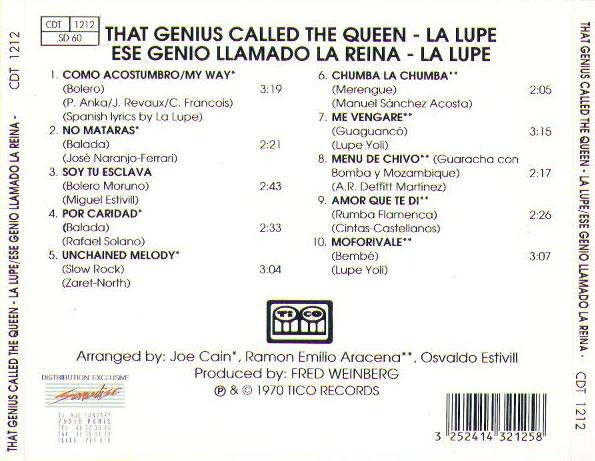 THAT GENIUS CALLED THE QUEEN - LA LUPE/ESE GENIO LLAMADO LA REINA - CDT 1212
CDT 1212
SD 60
THAT GENIUS CALLED THE QUEEN - LA LUPE
ESE GENIO LLAMADO LA REINA - LA LUPE
1. COMO ACOSTUMBRO/MY WAY*
(Bolero) 3:19
(P. Anka/J. Revaux/C. Francois)
(Spanish lyrics by La Lupe)
2. NO MATARAS*
(Balada) 2:21
(José Naranjo-Ferrari)
3. SOY TU ESCLAVA
(Bolero Moruno) 2:43
(Miguel Estivill)
4. POR CARIDAD*
(Balada) 2:33
(Rafael Solano)
5. UNCHAINED MELODY*
(Slow Rock) 3:04
(Zaret-North)
6. CHUMBA LA CHUMBA**
(Merengue) 2:05
(Manuel Sánchez Acosta)
7. ME VENGARE**
(Guaguancó) 3:15
(Lupe Yoli)
8. MENU DE CHIVO** (Guaracha con
Bomba y Mozambique) 2:17
(A.R. Deffitt Martínez)
9. AMOR QUE TE DI**
(Rumba Flamenca) 2:26
(Cintas-Castellanos)
10. MOFORIVALE**
(Bembé) 3:07
(Lupe Yoli)
TICO
Arranged by: Joe Cain*, Ramon Emilio Aracena**, Osvaldo Estivill
Produced by: FRED WEINBERG
℗ & © 1970 TICO RECORDS
DISTRIBUTION EXCLUSIVE
Sonodisc
75015 PARIS
3 252414 321258
THAT GENIUS CALLED THE QUEEN - LA LUPE/ESE GENIO LLAMADO LA REINA - CDT 1212